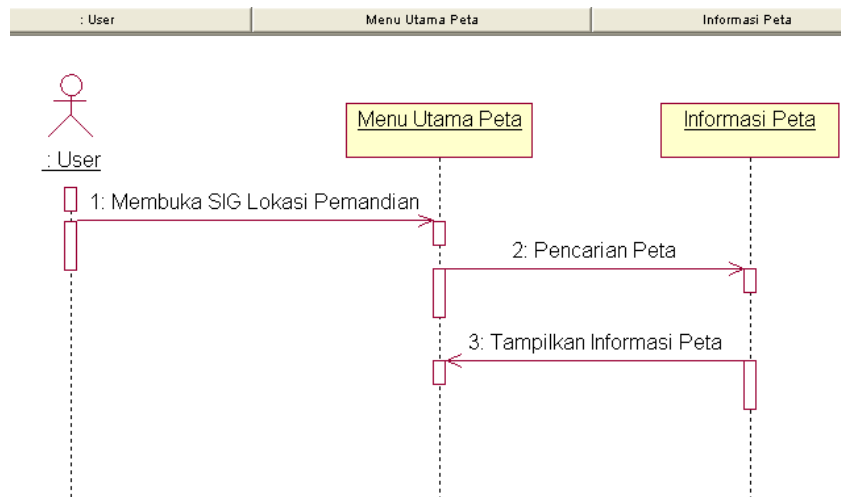 : User
Menu Utama Peta
Informasi Peta
Menu Utama Peta
Informasi Peta
: User
1: Membuka SIG Lokasi Pemandian
2: Pencarian Peta
3: Tampilkan Informasi Peta